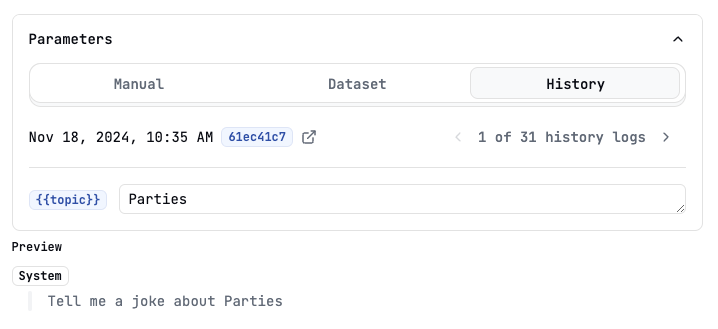 Parameters
Manual Dataset History
Nov 18, 2024, 10:35 AM 61ec41c7 1 of 31 history logs
{{topic}} Parties
Preview
System
Tell me a joke about Parties